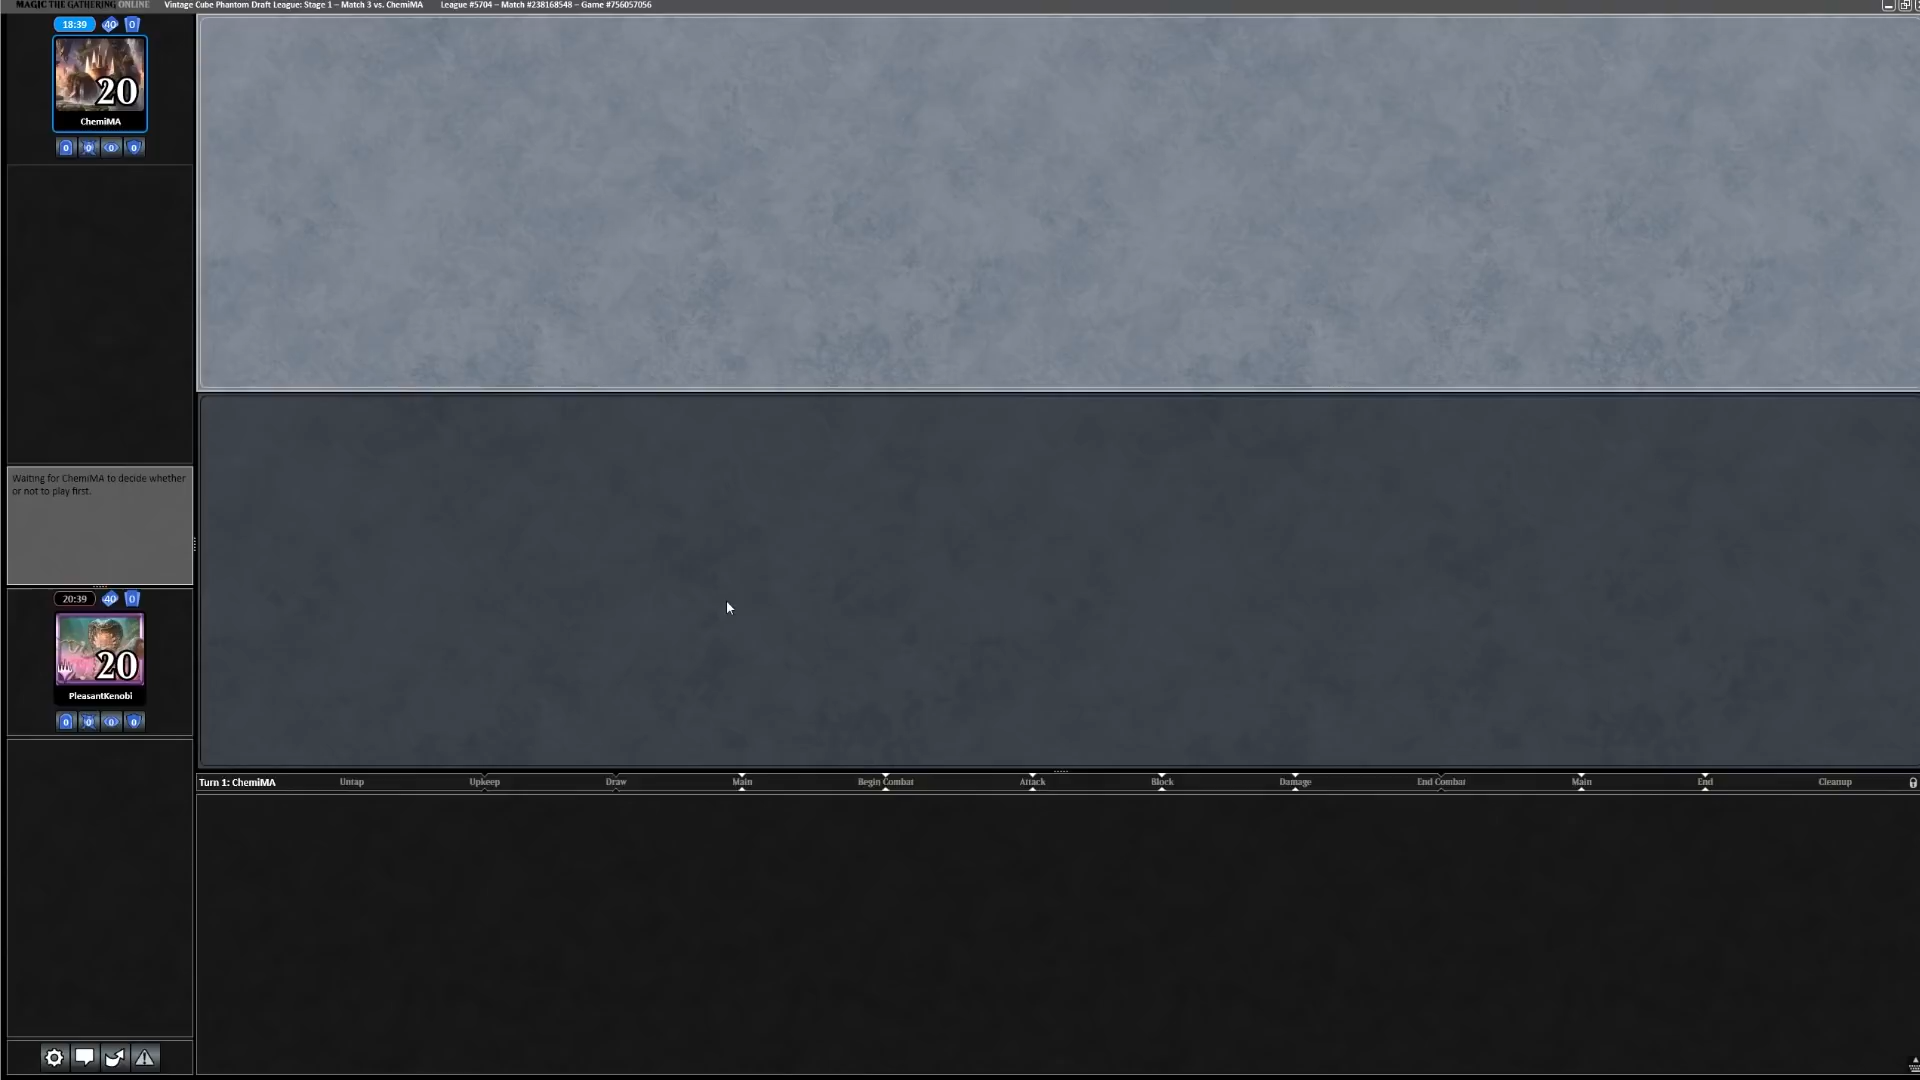 MAGIC THE GATHERING ONLINE Vintage Cube Phantom Draft League: Stage 1 – Match 3 vs. ChemiMA League #5704 – Match #238168548 – Game #756057056
18:39 40 0
20
ChemiMA
0 0 0 0
Waiting for ChemiMA to decide whether
or not to play first.
20:39 40 0
20
PleasantKenobi
0 0 0 0
Turn 1: ChemiMA Untap Upkeep Draw Main Begin Combat Attack Block Damage End Combat Main End Cleanup